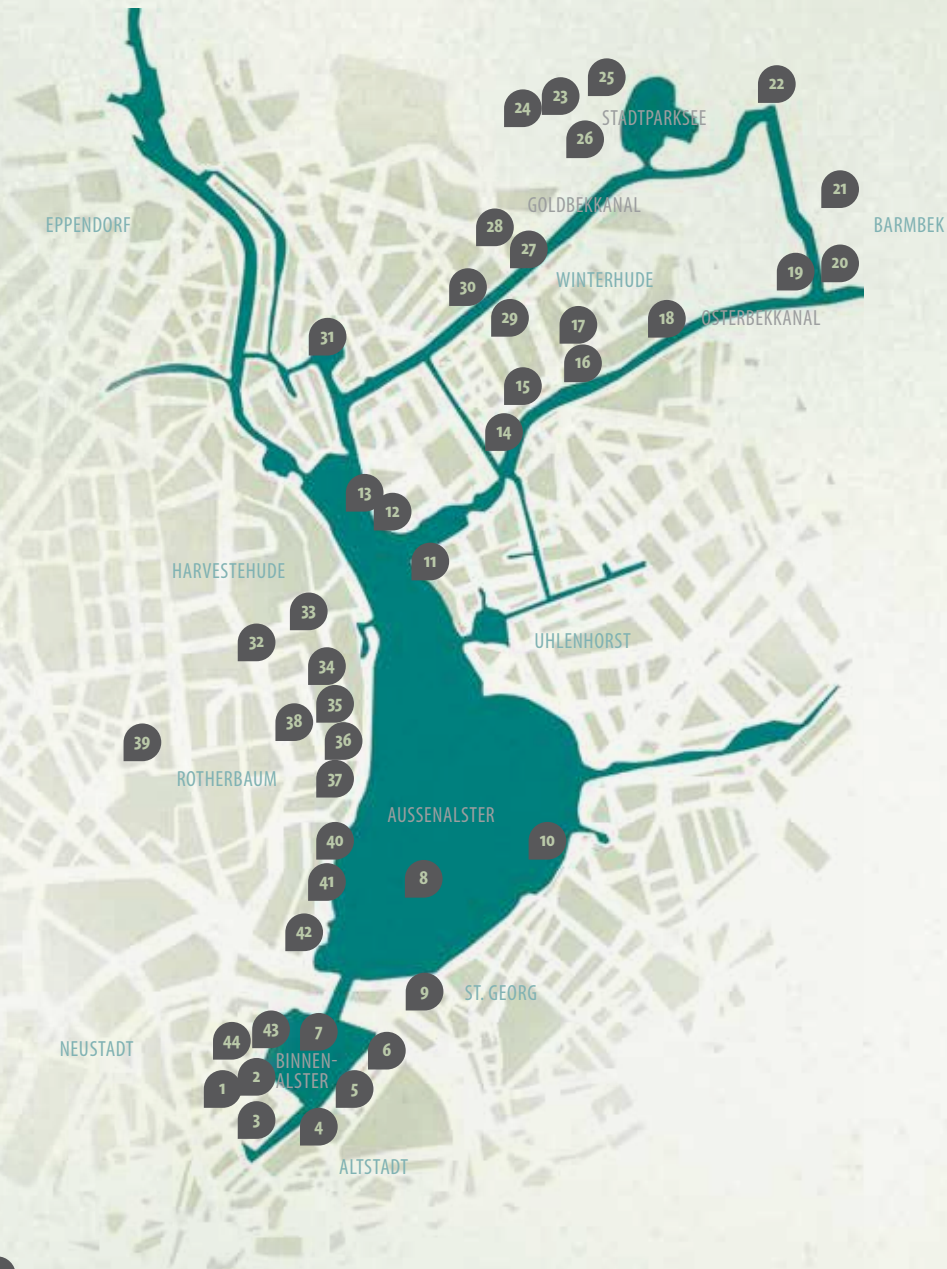 25
22
23
24
STADTPARKSEE
26
21
GOLDBEKKANAL
EPPENDORF
28
BARMBEK
27
20
19
WINTERHUDE
30
29
18
OSTERBEKKANAL
17
31
16
15
14
13
12
11
HARVESTEHUDE
33
32
UHLENHORST
34
35
38
36
39
ROTHERBAUM
37
AUSSENALSTER
40
10
8
41
42
9
ST. GEORG
43
7
44
NEUSTADT
6
BINNEN-
ALSTER
2
1
5
3
4
ALTSTADT